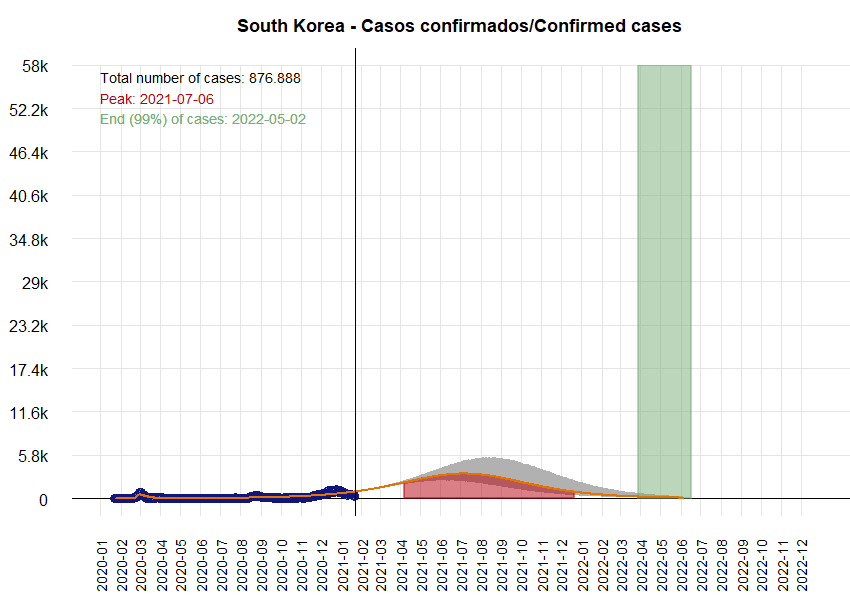 South Korea - Casos confirmados/Confirmed cases
58k
52.2k
46.4k
40.6k
34.8k
29k
23.2k
17.4k
11.6k
5.8k
0
Total number of cases: 876.888
Peak: 2021-07-06
End (99%) of cases: 2022-05-02
2020-01
2020-02
2020-03
2020-04
2020-05
2020-06
2020-07
2020-08
2020-09
2020-10
2020-11
2020-12
2021-01
2021-02
2021-03
2021-04
2021-05
2021-06
2021-07
2021-08
2021-09
2021-10
2021-11
2021-12
2022-01
2022-02
2022-03
2022-04
2022-05
2022-06
2022-07
2022-08
2022-09
2022-10
2022-11
2022-12